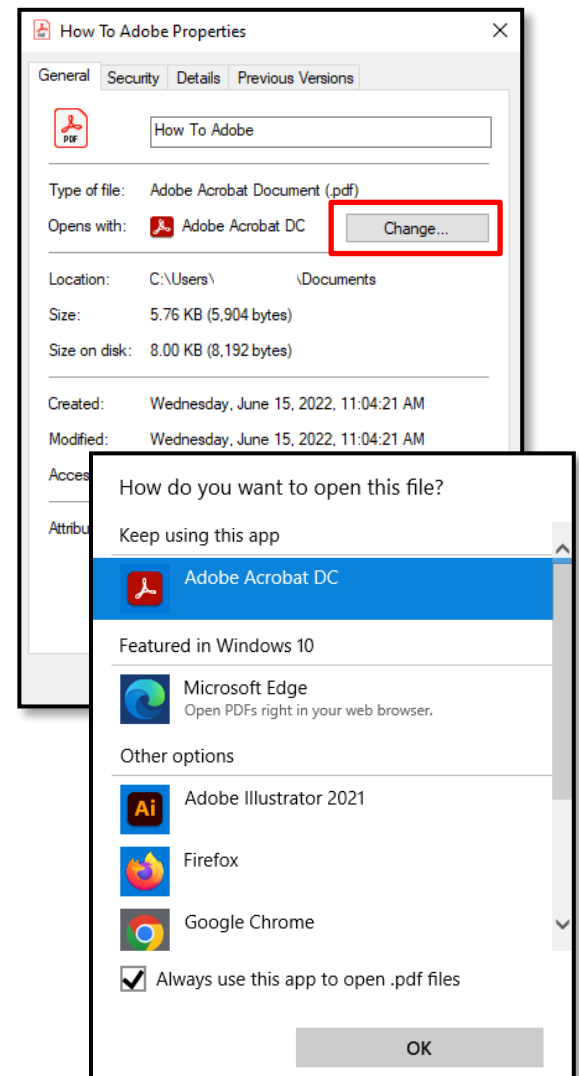 How To Adobe Properties
General Security Details Previous Versions
PDF
How To Adobe
Type of file: Adobe Acrobat Document (.pdf)
Opens with: Adobe Acrobat DC Change...
Location: C:\Users\ \Documents
Size: 5.76 KB (5,904 bytes)
Size on disk: 8.00 KB (8,192 bytes)
Created: Wednesday, June 15, 2022, 11:04:21 AM
Modified: Wednesday, June 15, 2022, 11:04:21 AM
Acces
Attribu
How do you want to open this file?
Keep using this app
Adobe Acrobat DC
Featured in Windows 10
Microsoft Edge
Open PDFs right in your web browser.
Other options
Ai Adobe Illustrator 2021
Firefox
Google Chrome
Always use this app to open .pdf files
OK